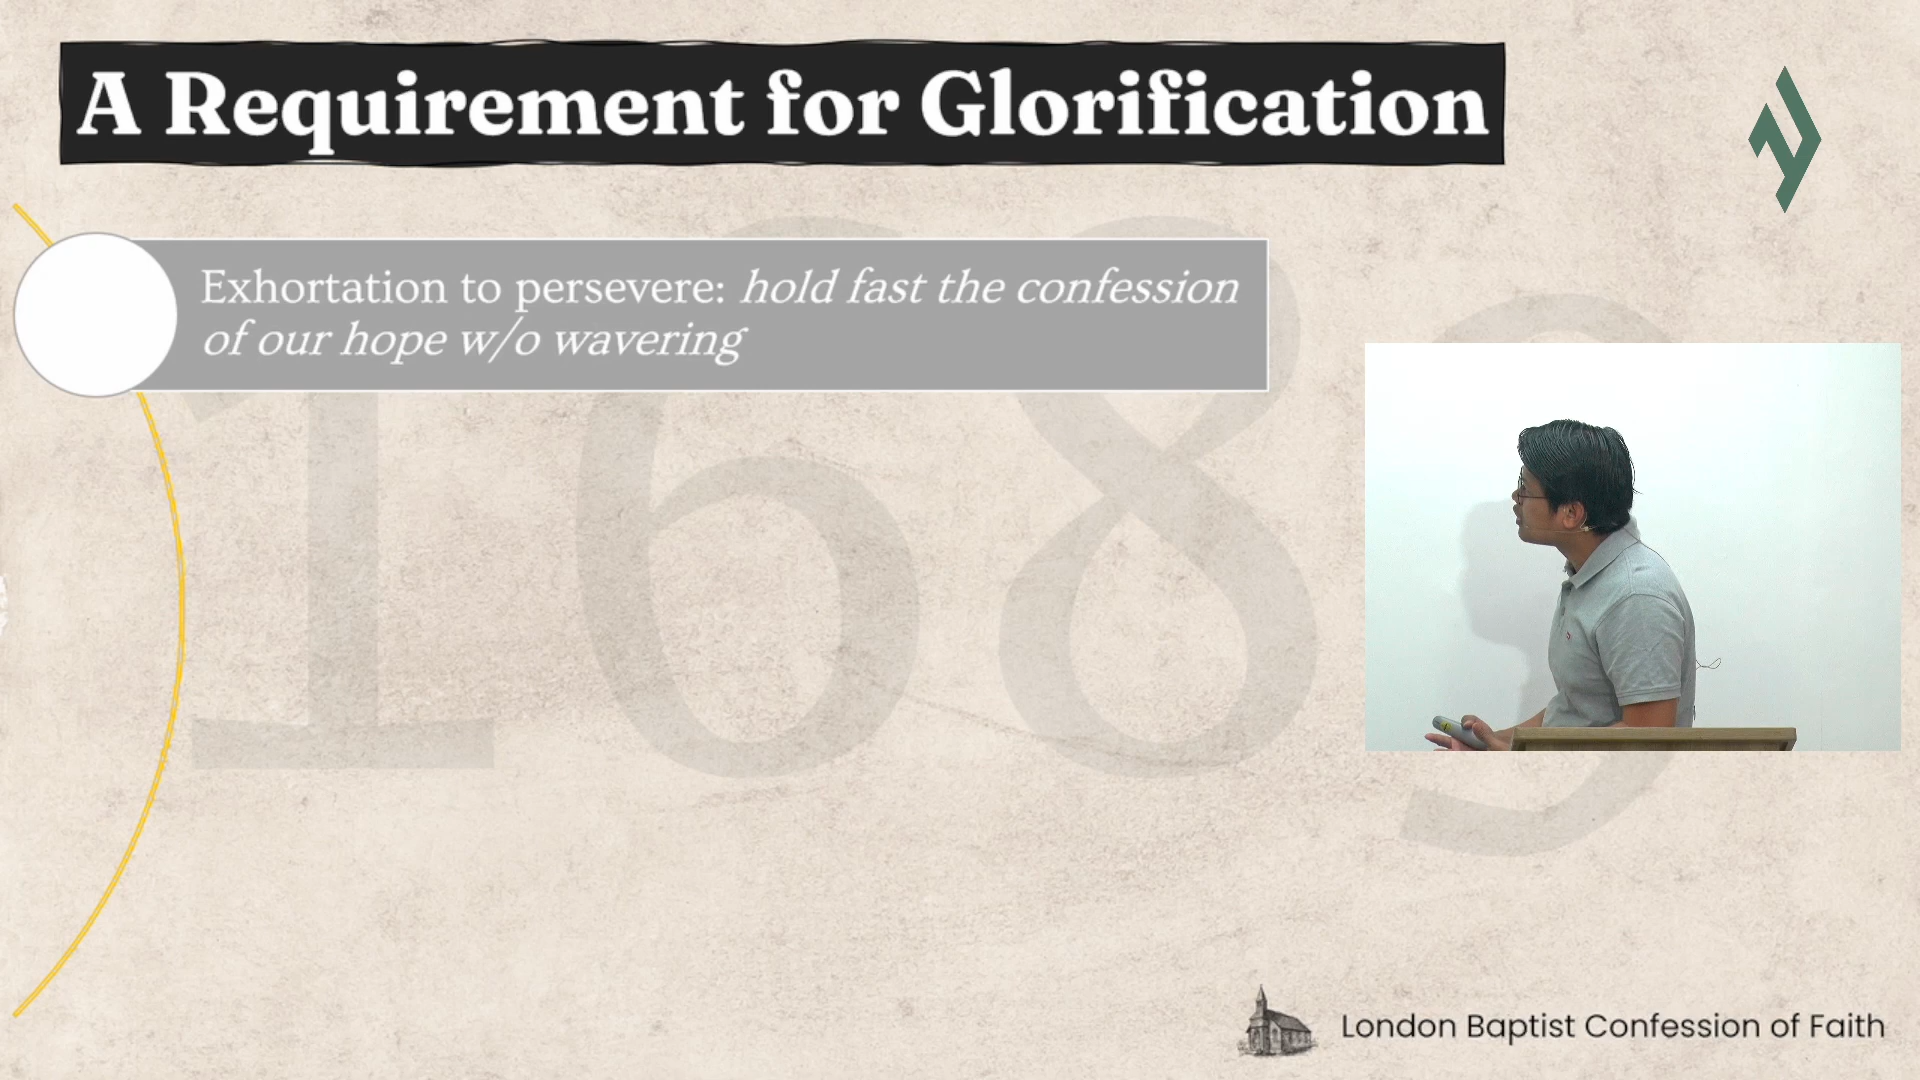 A Requirement for Glorification
Exhortation to persevere: hold fast the confession
of our hope w/o wavering
1689
London Baptist Confession of Faith